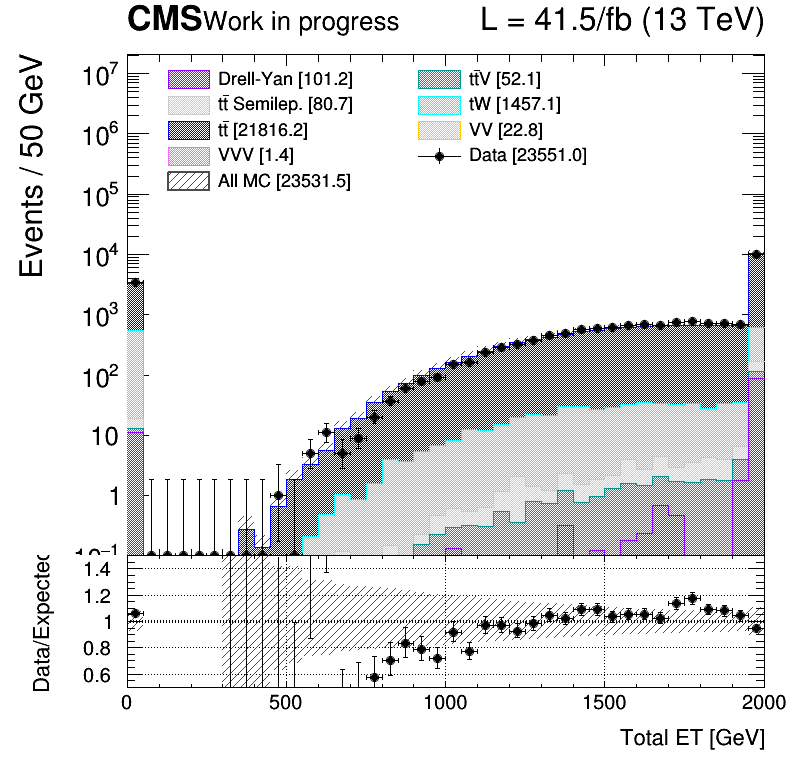 CMS Work in progress L = 41.5/fb (13 TeV)
Events / 50 GeV
10⁷
10⁶
10⁵
10⁴
10³
10²
10
1
10⁻¹
Drell-Yan [101.2]
tt̄ Semilep. [80.7]
tt̄ [21816.2]
VVV [1.4]
All MC [23531.5]
tt̄V [52.1]
tW [1457.1]
VV [22.8]
Data [23551.0]
Data/Expected
1.4
1.2
1
0.8
0.6
0 500 1000 1500 2000
Total ET [GeV]